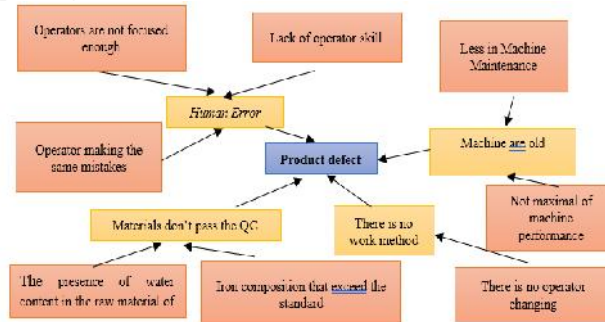 Operators are not focused
enough
Lack of operator skill
Less in Machine
Maintenance
Human Error
Operator making the
same mistakes
Product defect
Machine are old
Materials don't pass the QC
There is no
work method
Not maximal of
machine
performance
The presence of water
content in the raw material of
Iron composition that exceed the
standard
There is no operator
changing